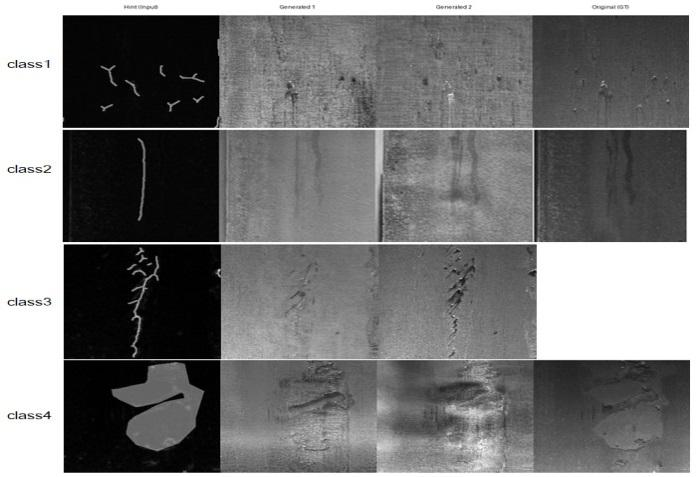 Hint (Input) Generated 1 Generated 2 Original (GT)
class1
class2
class3
class4